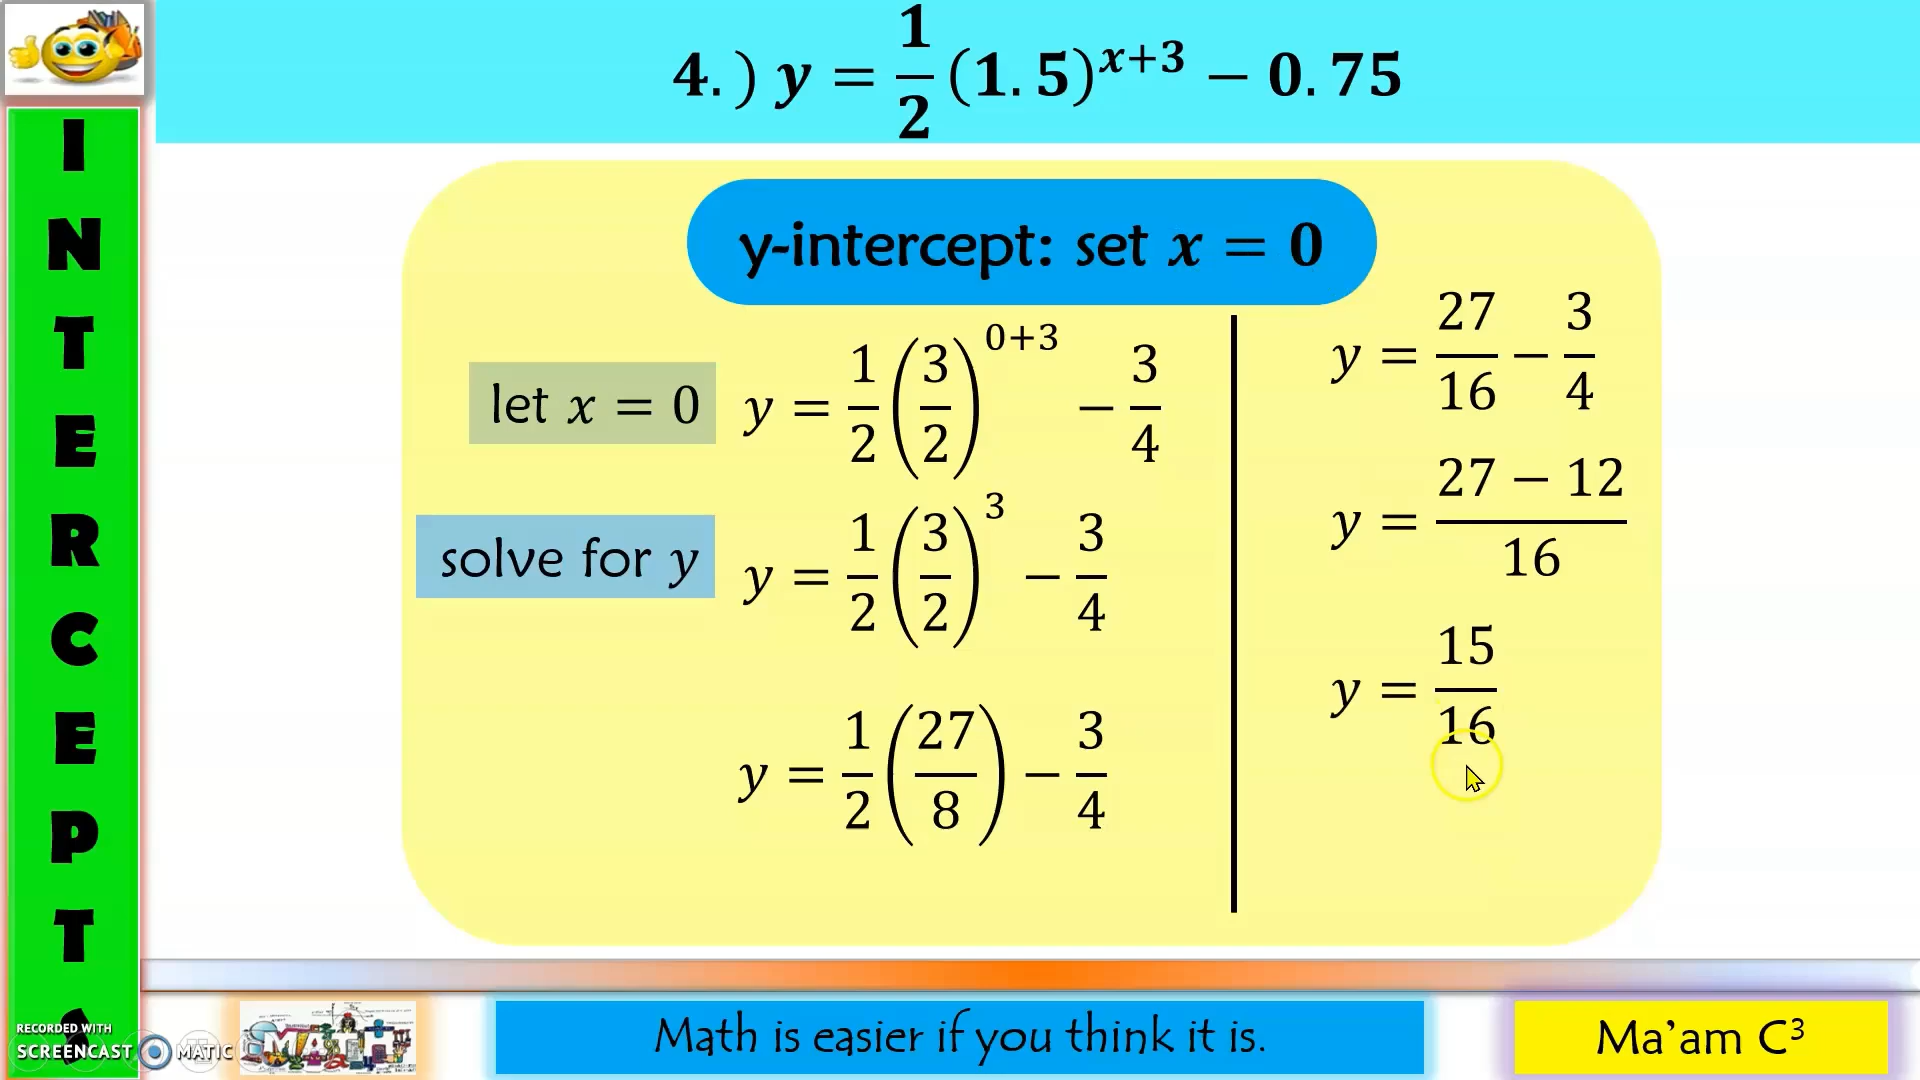 4.) y = 1/2 (1.5)^(x+3) − 0.75
INTERCEPTS
y-intercept: set x = 0
let x = 0
y = 1/2 (3/2)^(0+3) − 3/4
solve for y
y = 1/2 (3/2)^3 − 3/4
y = 1/2 (27/8) − 3/4
y = 27/16 − 3/4
y = (27 − 12)/16
y = 15/16
RECORDED WITH
SCREENCAST MATIC
MATH
Math is easier if you think it is.
Ma'am C³